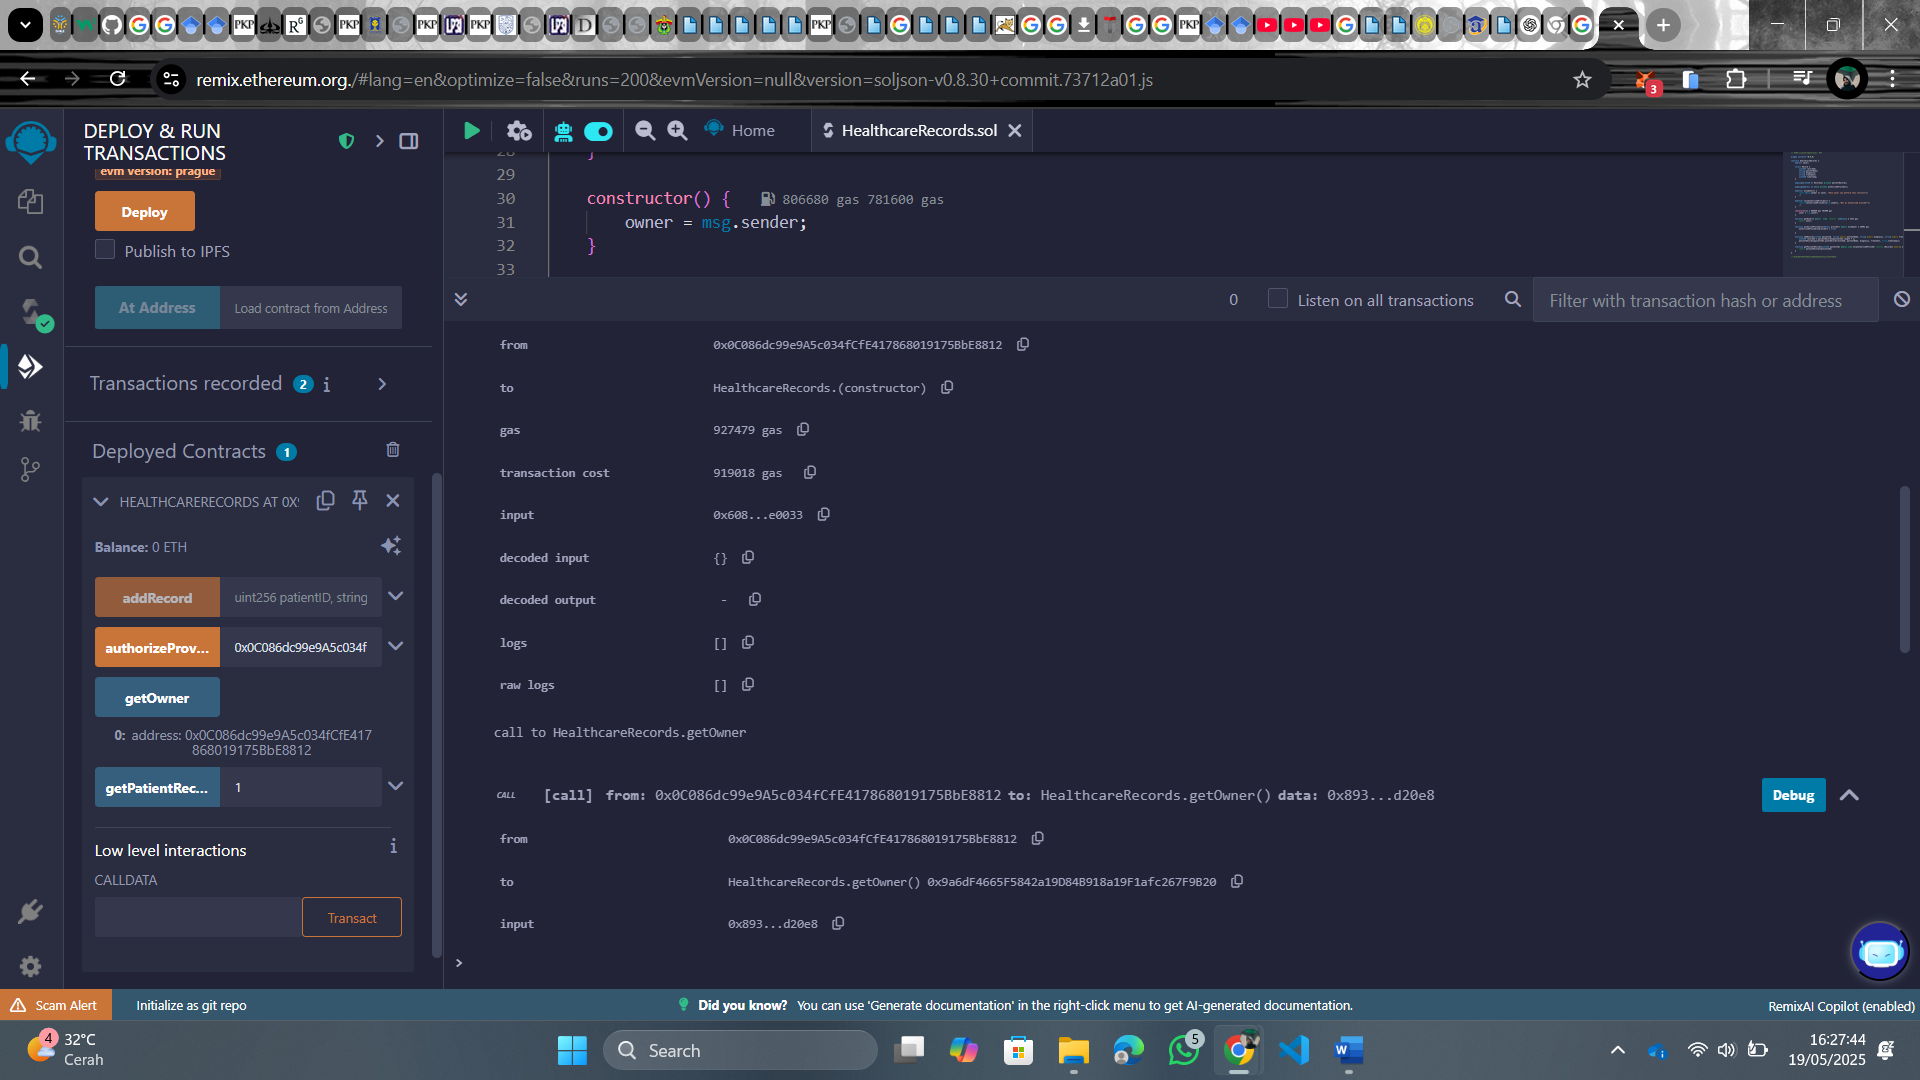 remix.ethereum.org./#lang=en&optimize=false&runs=200&evmVersion=null&version=soljson-v0.8.30+commit.73712a01.js
3
DEPLOY & RUN
TRANSACTIONS
Home
HealthcareRecords.sol
evm version: prague
Deploy
Publish to IPFS
At Address
Load contract from Address
Transactions recorded 2 i
Deployed Contracts 1
HEALTHCARERECORDS AT 0X
Balance: 0 ETH
addRecord
uint256 patientID, string
authorizeProv...
0x0C086dc99e9A5c034f
getOwner
0: address: 0x0C086dc99e9A5c034fCfE417
868019175BbE8812
getPatientRec...
1
Low level interactions
i
CALLDATA
Transact
28 }
29
30 constructor() { 806680 gas 781600 gas
31 owner = msg.sender;
32 }
33
0
Listen on all transactions
Filter with transaction hash or address
from 0x0C086dc99e9A5c034fCfE417868019175BbE8812
to HealthcareRecords.(constructor)
gas 927479 gas
transaction cost 919018 gas
input 0x608...e0033
decoded input {}
decoded output -
logs []
raw logs []
call to HealthcareRecords.getOwner
CALL [call] from: 0x0C086dc99e9A5c034fCfE417868019175BbE8812 to: HealthcareRecords.getOwner() data: 0x893...d20e8
Debug
from 0x0C086dc99e9A5c034fCfE417868019175BbE8812
to HealthcareRecords.getOwner() 0x9a6dF4665F5842a19D84B918a19F1afc267F9B20
input 0x893...d20e8
>
Scam Alert
Initialize as git repo
Did you know? You can use 'Generate documentation' in the right-click menu to get AI-generated documentation.
RemixAI Copilot (enabled)
4
32°C
Cerah
Search
5
16:27:44
19/05/2025